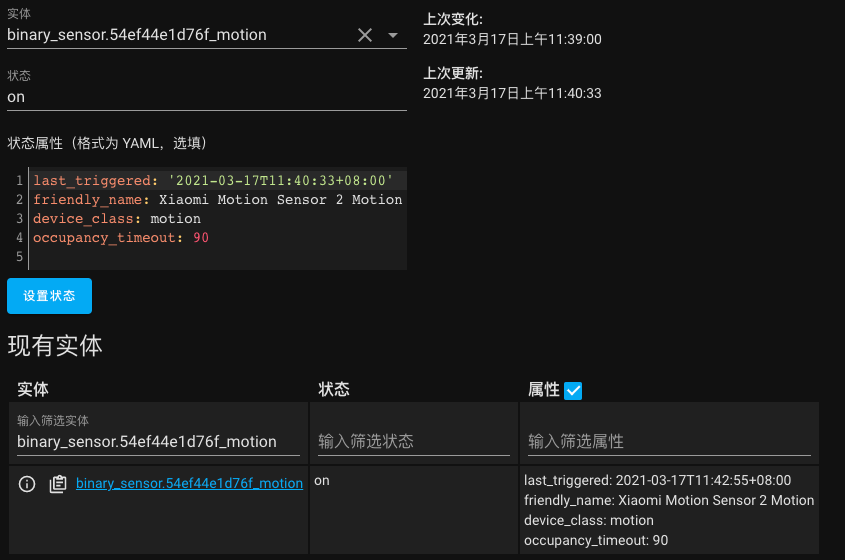 实体
binary_sensor.54ef44e1d76f_motion
上次变化:
2021年3月17日上午11:39:00
状态
on
上次更新:
2021年3月17日上午11:40:33
状态属性（格式为 YAML，选填）
1 last_triggered: '2021-03-17T11:40:33+08:00'
2 friendly_name: Xiaomi Motion Sensor 2 Motion
3 device_class: motion
4 occupancy_timeout: 90
5
设置状态
现有实体
实体 状态 属性
输入筛选实体
binary_sensor.54ef44e1d76f_motion 输入筛选状态 输入筛选属性
binary_sensor.54ef44e1d76f_motion on last_triggered: 2021-03-17T11:42:55+08:00
friendly_name: Xiaomi Motion Sensor 2 Motion
device_class: motion
occupancy_timeout: 90